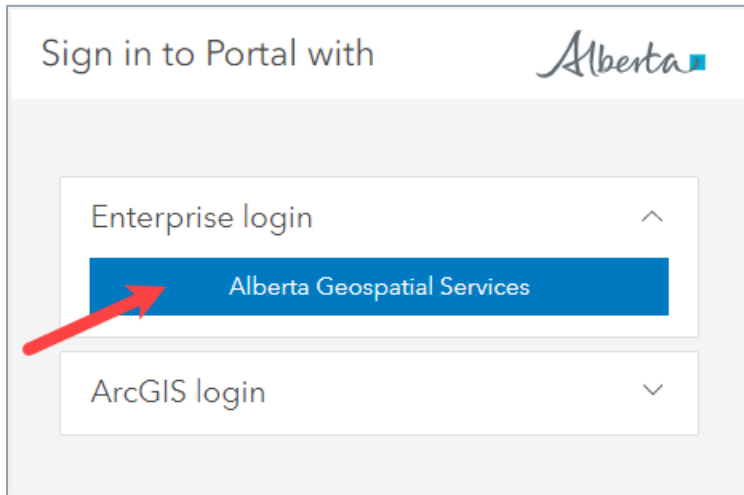 Sign in to Portal with
Alberta
Enterprise login
Alberta Geospatial Services
ArcGIS login